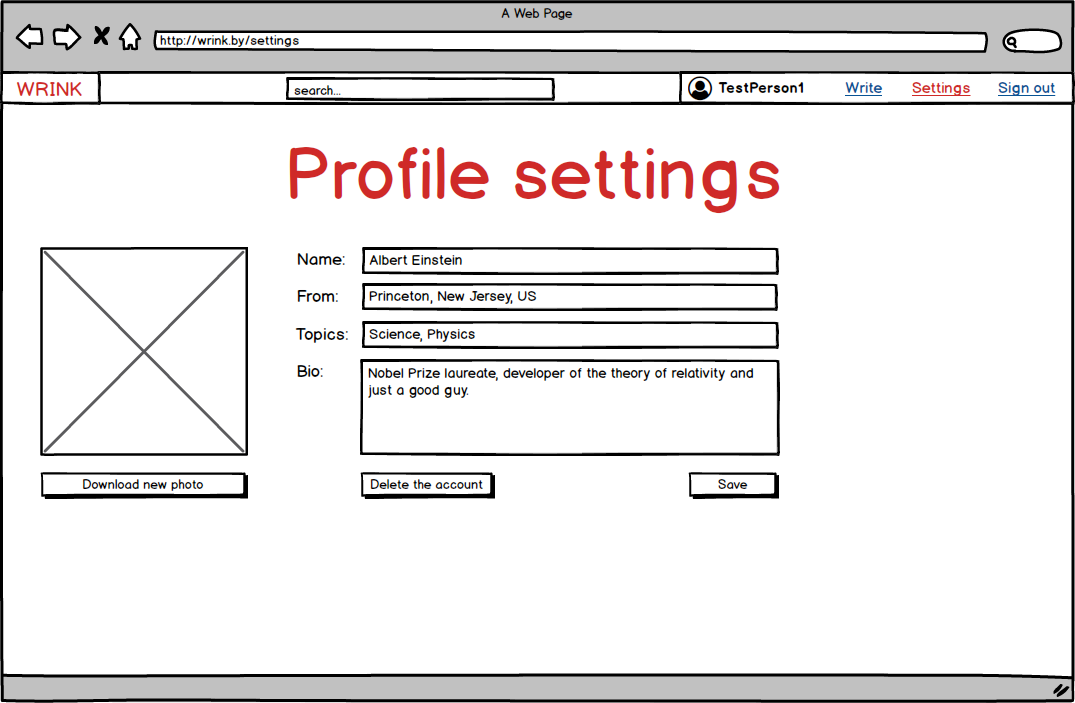 A Web Page
http://wrink.by/settings
WRINK
search...
TestPerson1 Write Settings Sign out
Profile settings
Name: Albert Einstein
From: Princeton, New Jersey, US
Topics: Science, Physics
Bio: Nobel Prize laureate, developer of the theory of relativity and
just a good guy.
Download new photo Delete the account Save